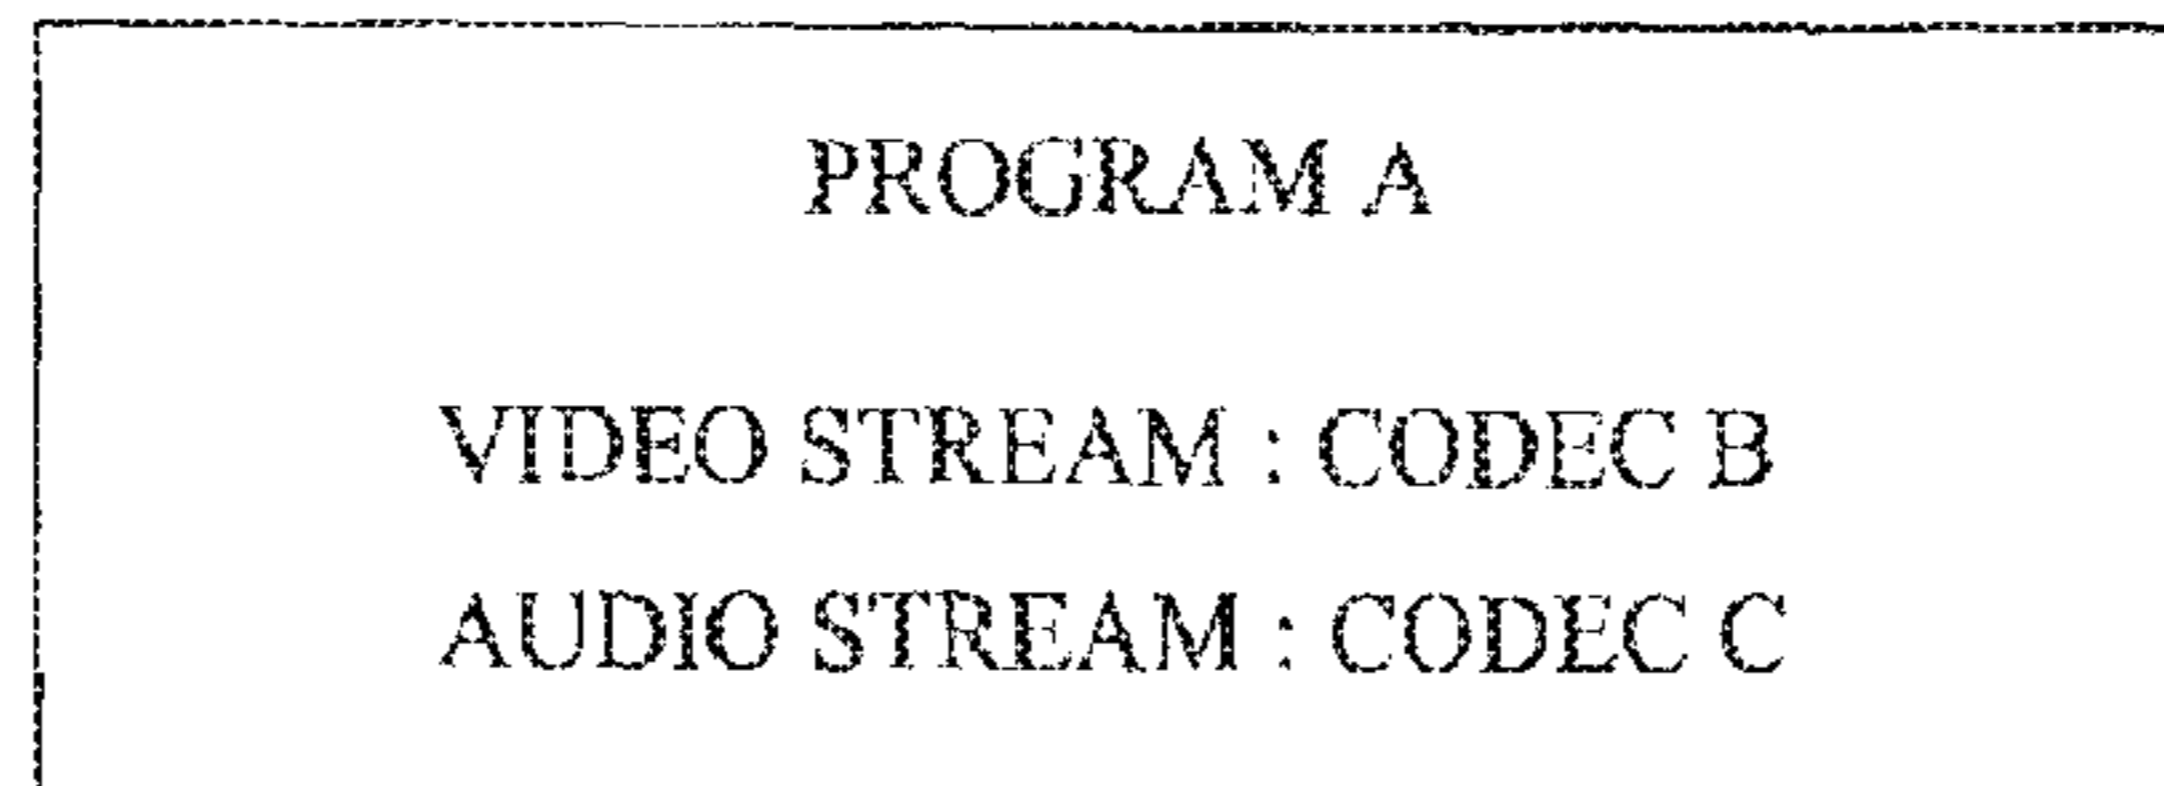 PROGRAM A
VIDEO STREAM : CODEC B
AUDIO STREAM : CODEC C